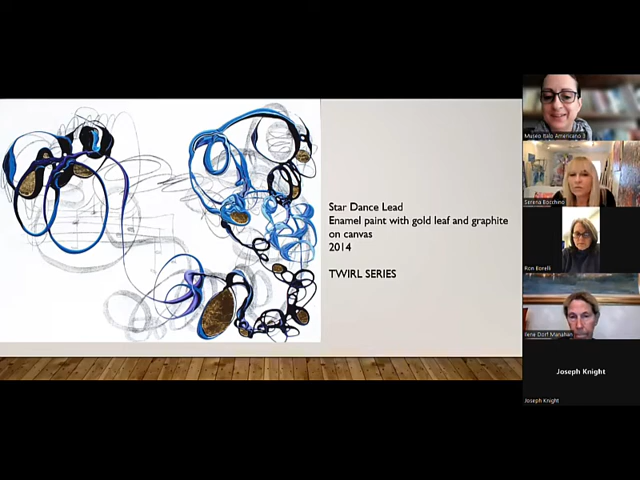 Star Dance Lead
Enamel paint with gold leaf and graphite
on canvas
2014
TWIRL SERIES
Museo Italo Americano 3
Serena Bocchino
Ron Borelli
Ilene Dorf Manahan
Joseph Knight
Joseph Knight